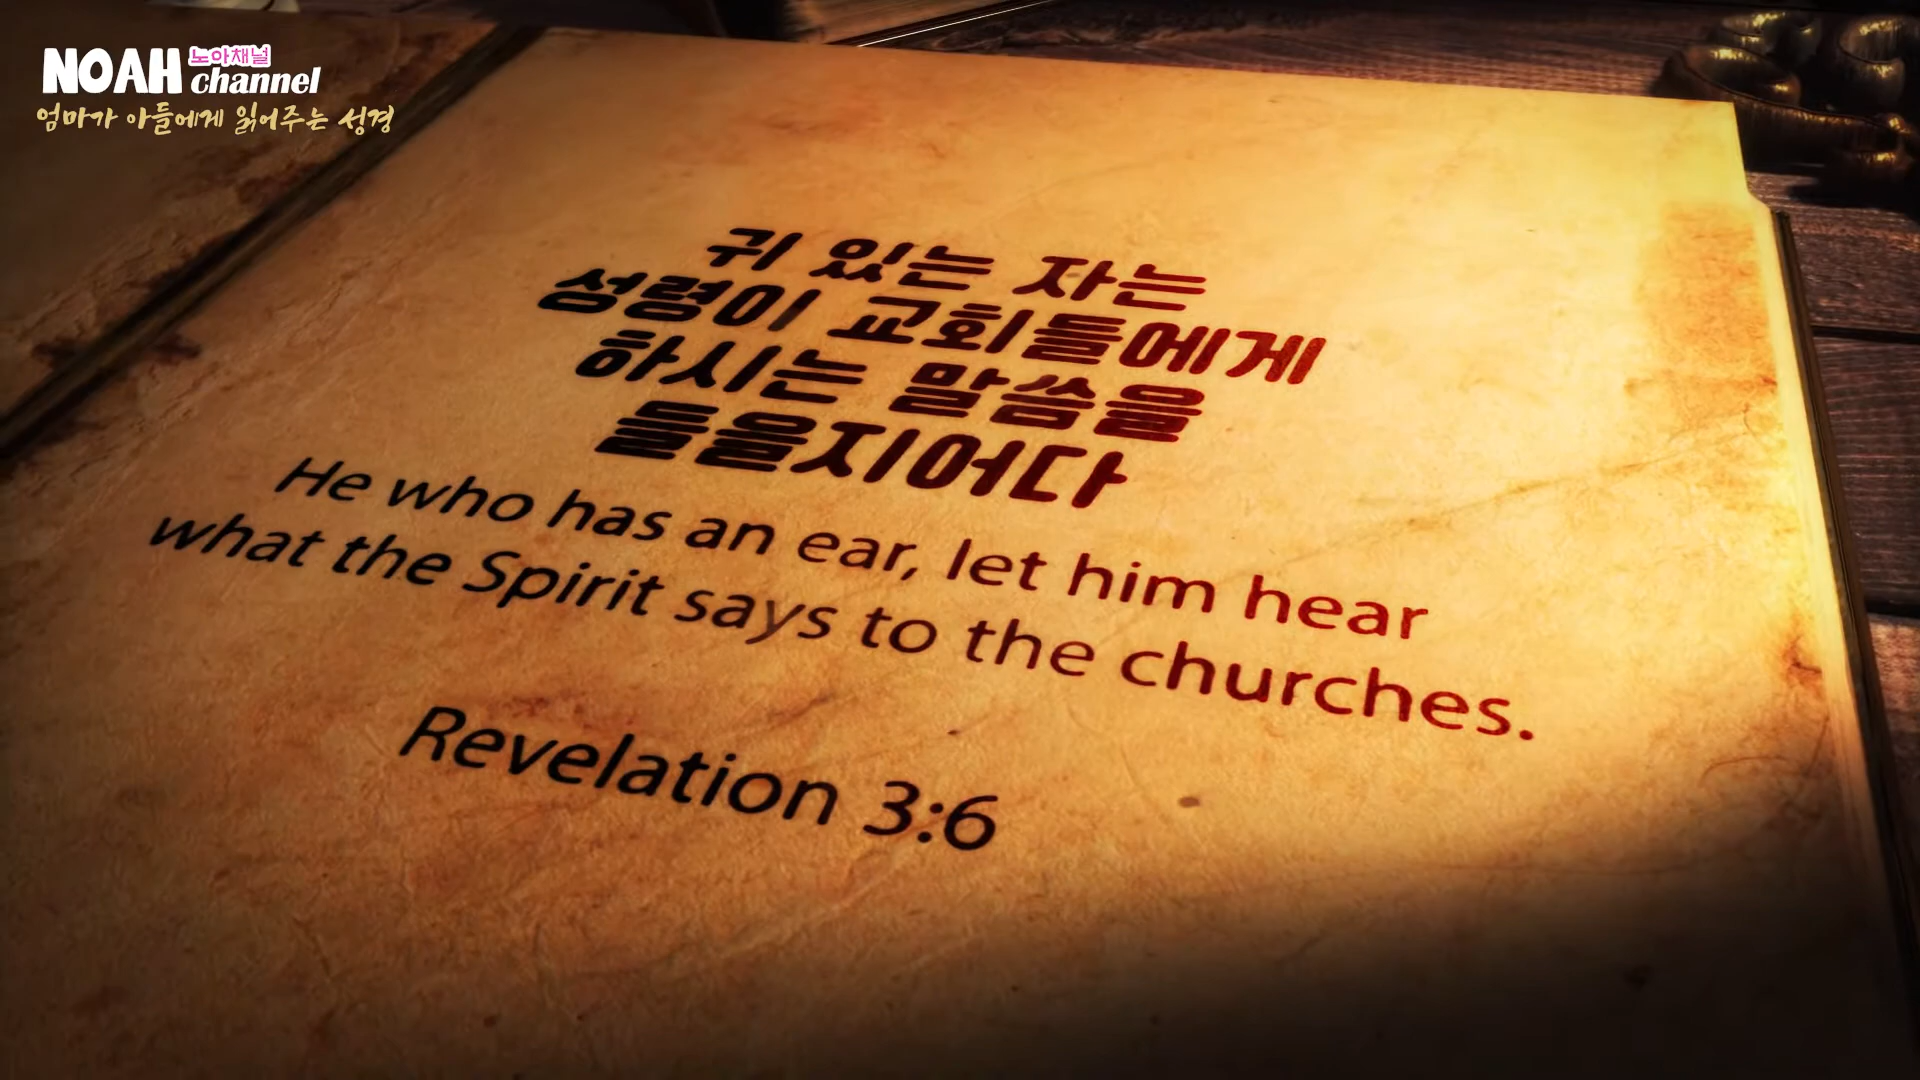 NOAH 노아채널
channel
엄마가 아들에게 읽어주는 성경
귀 있는 자는
성령이 교회들에게
하시는 말씀을
들을지어다
He who has an ear, let him hear
what the Spirit says to the churches.
Revelation 3:6